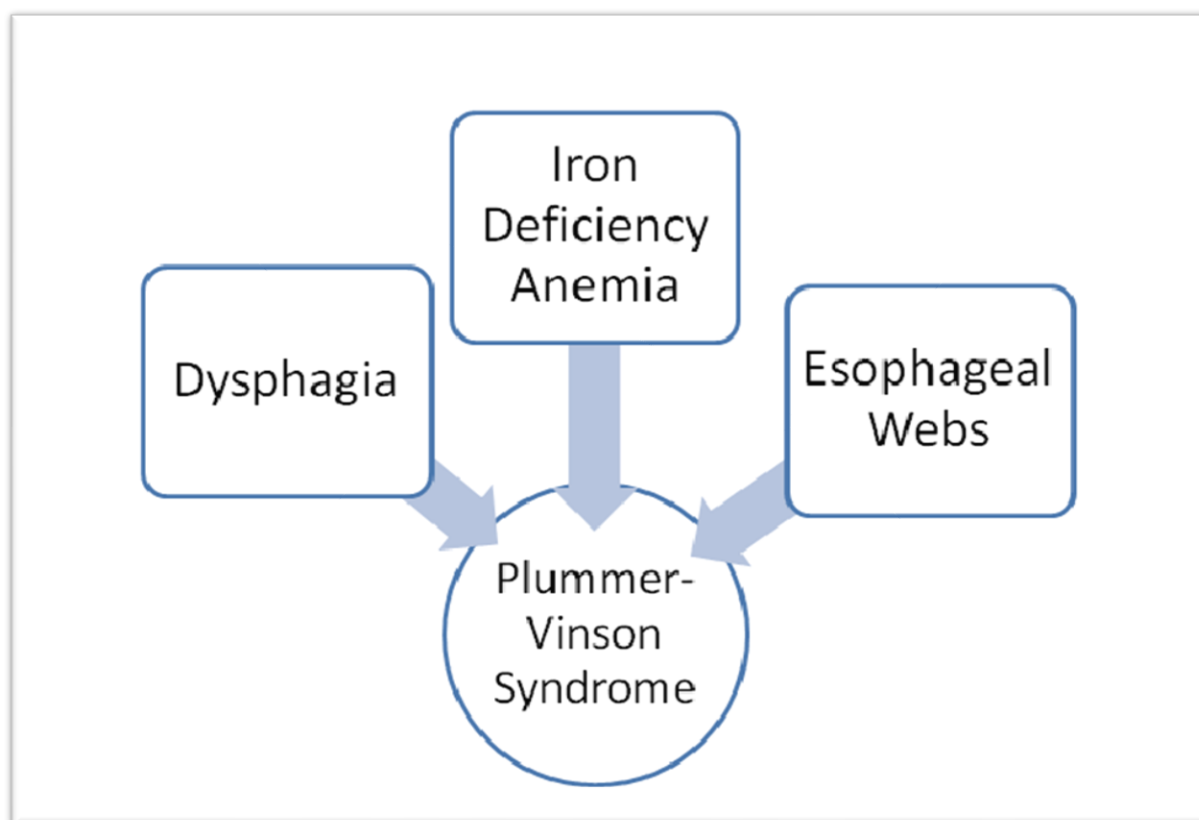 Iron
Deficiency
Anemia
Dysphagia
Esophageal
Webs
Plummer-
Vinson
Syndrome